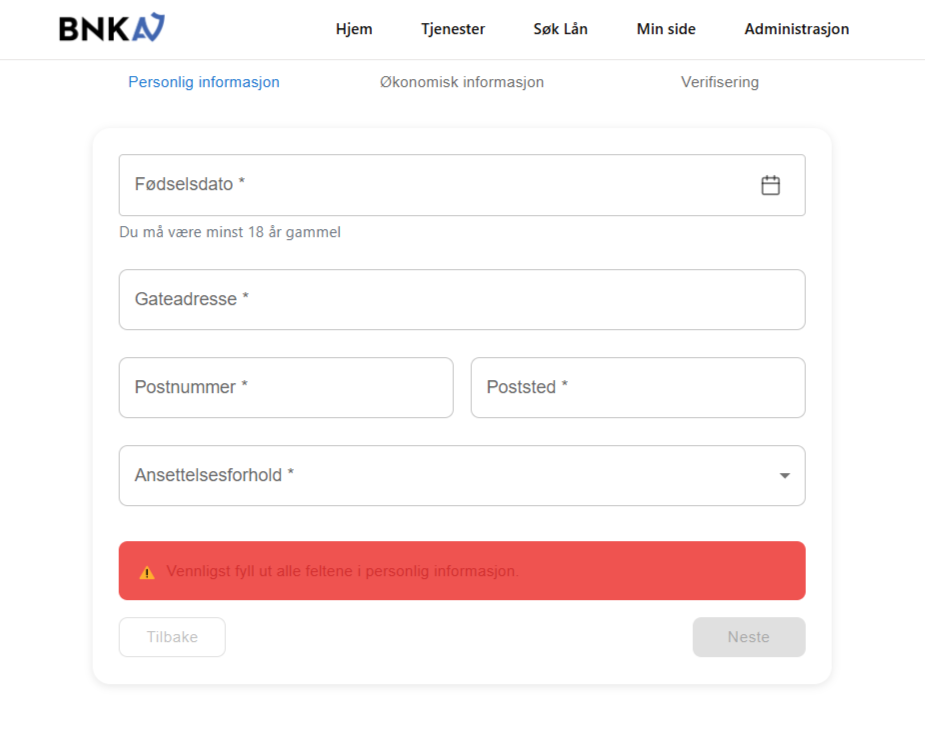 BNKAV
Hjem Tjenester Søk Lån Min side Administrasjon
Personlig informasjon Økonomisk informasjon Verifisering
Fødselsdato *
Du må være minst 18 år gammel
Gateadresse *
Postnummer * Poststed *
Ansettelsesforhold *
Vennligst fyll ut alle feltene i personlig informasjon.
Tilbake Neste